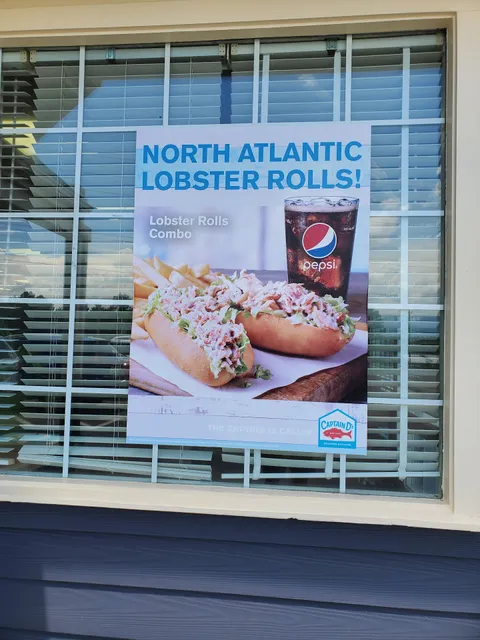 NORTH ATLANTIC
LOBSTER ROLLS!
Lobster Rolls
Combo
pepsi
CAPTAIN D's